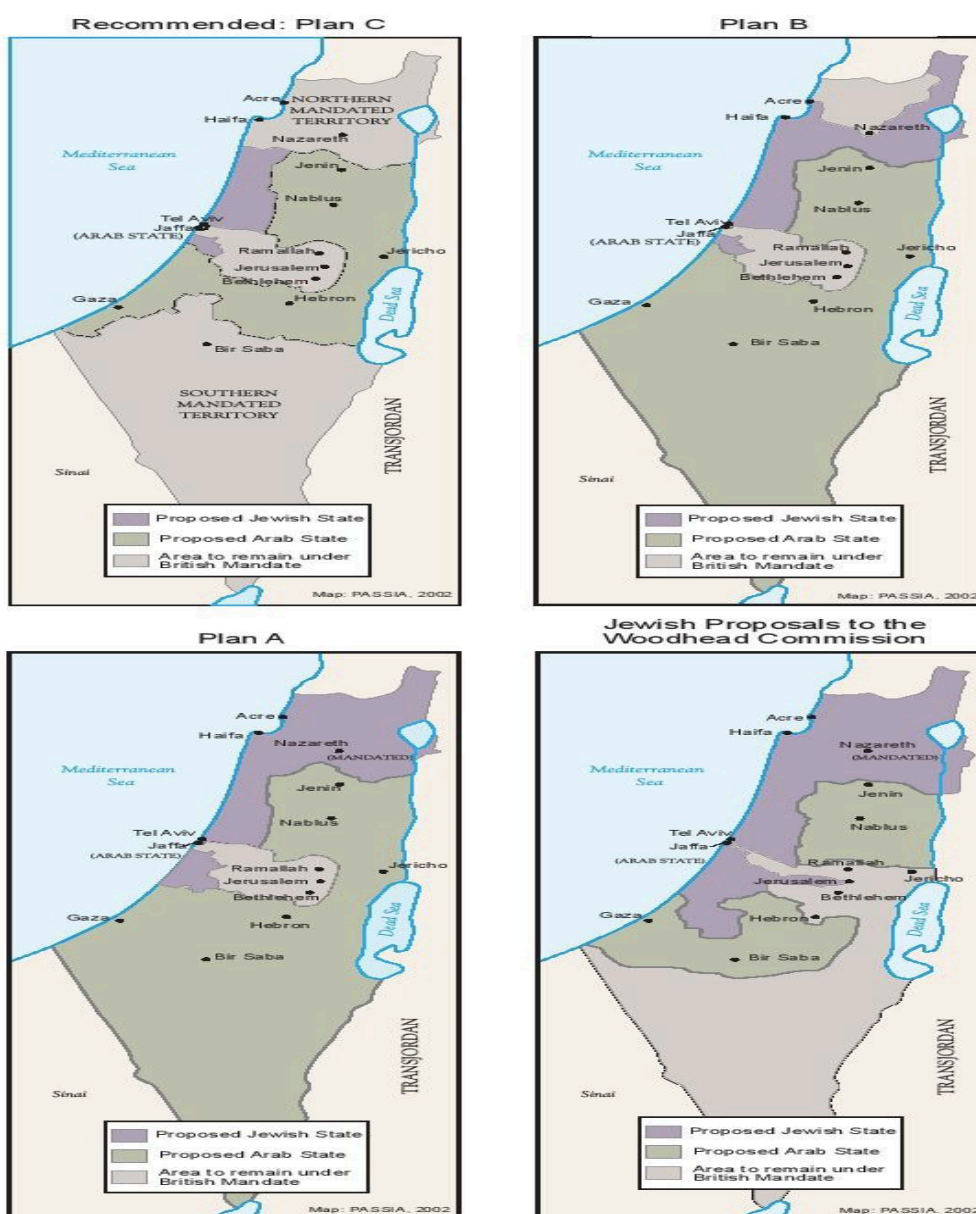 Recommended: Plan C
Acre
NORTHERN
MANDATED
TERRITORY
Haifa
Nazareth
Mediterranean
Sea
Jenin
Nablus
Tel Aviv
Jaffa
(ARAB STATE)
Ramallah
Jericho
Jerusalem
Bethlehem
Gaza
Hebron
Dead Sea
Bir Saba
SOUTHERN
MANDATED
TERRITORY
TRANSJORDAN
Sinai
Proposed Jewish State
Proposed Arab State
Area to remain under
British Mandate
Map: PASSIA, 2002
Plan B
Acre
Haifa
Nazareth
Mediterranean
Sea
Jenin
Nablus
Tel Aviv
Jaffa
(ARAB STATE)
Ramallah
Jericho
Jerusalem
Bethlehem
Gaza
Hebron
Dead Sea
Bir Saba
TRANSJORDAN
Sinai
Proposed Jewish State
Proposed Arab State
Area to remain under
British Mandate
Map: PASSIA, 2002
Plan A
Acre
Haifa
Nazareth
(MANDATED)
Mediterranean
Sea
Jenin
Nablus
Tel Aviv
Jaffa
(ARAB STATE)
Ramallah
Jericho
Jerusalem
Bethlehem
Gaza
Hebron
Dead Sea
Bir Saba
TRANSJORDAN
Sinai
Proposed Jewish State
Proposed Arab State
Area to remain under
British Mandate
Map: PASSIA, 2002
Jewish Proposals to the
Woodhead Commission
Acre
Haifa
Nazareth
(MANDATED)
Mediterranean
Sea
Jenin
Nablus
Tel Aviv
Jaffa
(ARAB STATE)
Ramallah
Jericho
Jerusalem
Bethlehem
Gaza
Hebron
Dead Sea
Bir Saba
TRANSJORDAN
Sinai
Proposed Jewish State
Proposed Arab State
Area to remain under
British Mandate
Map: PASSIA, 2002